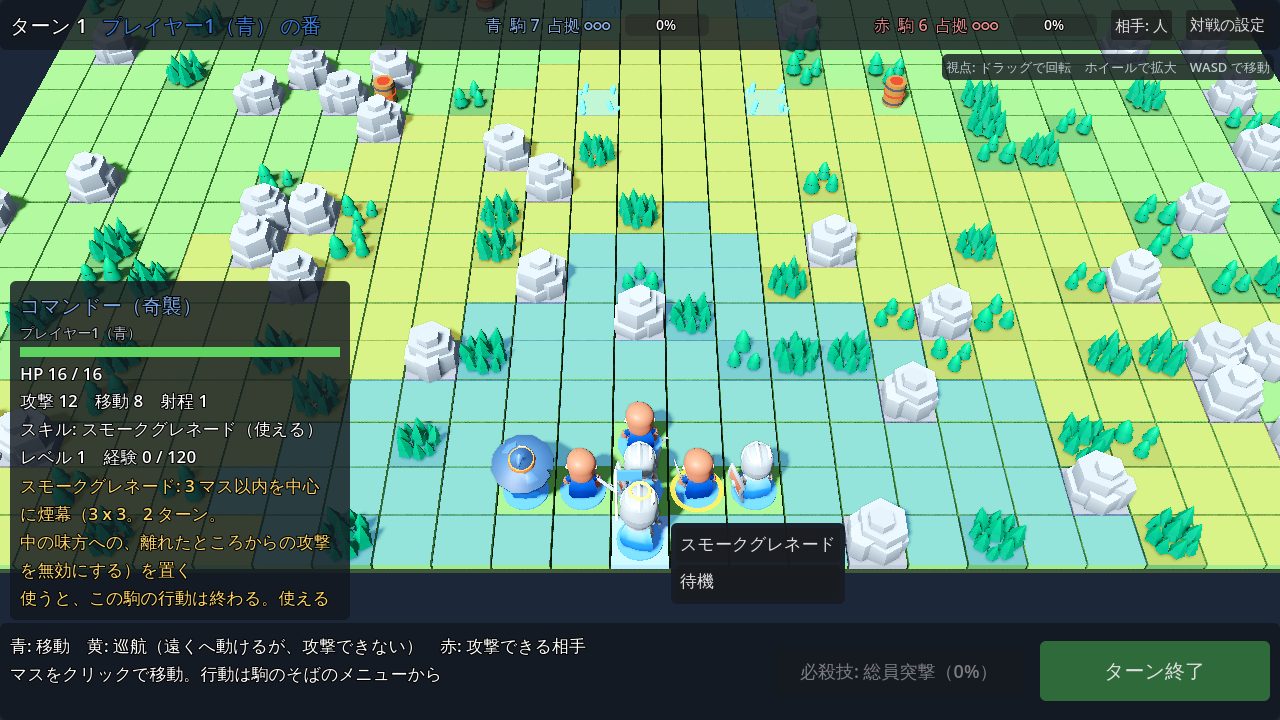 ターン 1 プレイヤー1（青）の番
青 駒 7 占拠 ooo 0%
赤 駒 6 占拠 ooo 0%
相手: 人
対戦の設定
視点: ドラッグで回転 ホイールで拡大 WASD で移動
コマンドー（奇襲）
プレイヤー1（青）
HP 16 / 16
攻撃 12 移動 8 射程 1
スキル: スモークグレネード（使える）
レベル 1 経験 0 / 120
スモークグレネード: 3 マス以内を中心
に煙幕（3 x 3。2 ターン。
中の味方への、離れたところからの攻撃
を無効にする）を置く
使うと、この駒の行動は終わる。使える
スモークグレネード
待機
青: 移動 黄: 巡航（遠くへ動けるが、攻撃できない） 赤: 攻撃できる相手
マスをクリックで移動。行動は駒のそばのメニューから
必殺技: 総員突撃（0%）
ターン終了